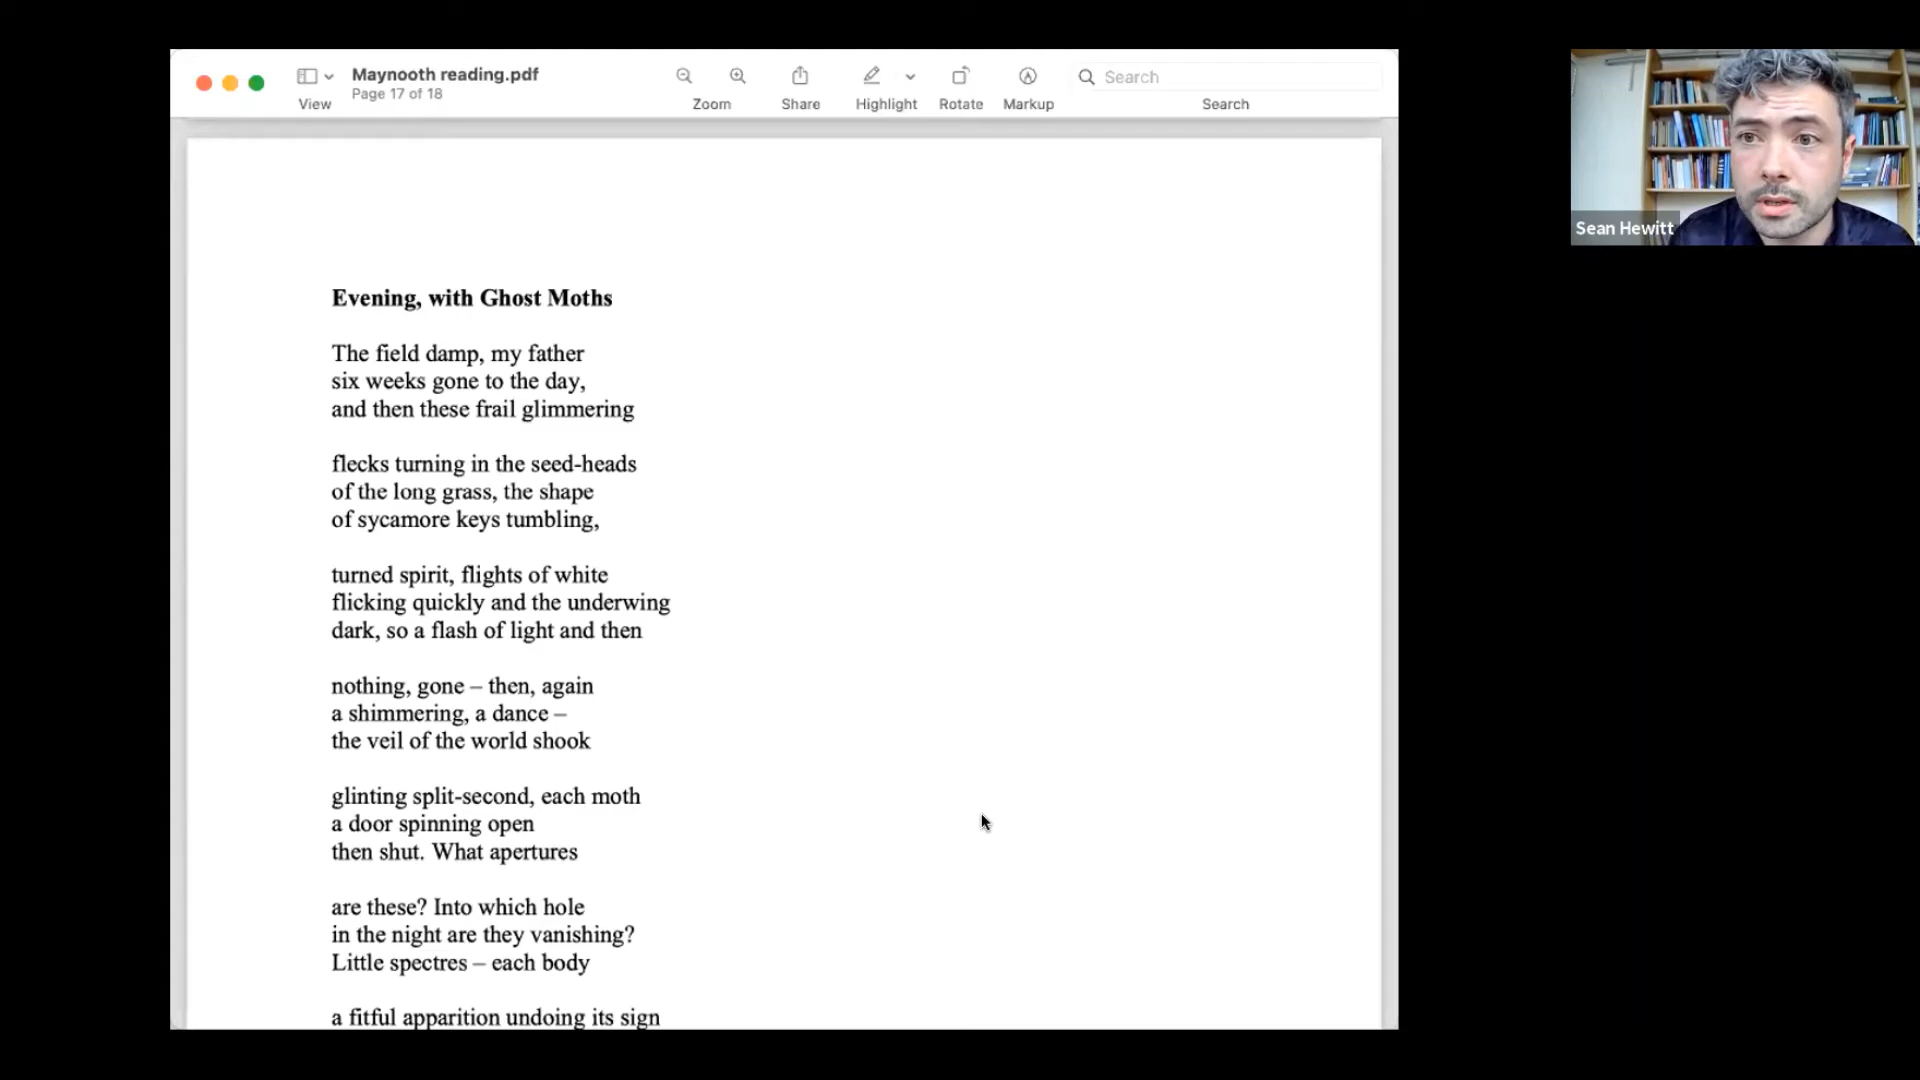 Maynooth reading.pdf
Page 17 of 18
View
Zoom
Share
Highlight
Rotate
Markup
Search
Search
Sean Hewitt
Evening, with Ghost Moths
The field damp, my father
six weeks gone to the day,
and then these frail glimmering
flecks turning in the seed-heads
of the long grass, the shape
of sycamore keys tumbling,
turned spirit, flights of white
flicking quickly and the underwing
dark, so a flash of light and then
nothing, gone – then, again
a shimmering, a dance –
the veil of the world shook
glinting split-second, each moth
a door spinning open
then shut. What apertures
are these? Into which hole
in the night are they vanishing?
Little spectres – each body
a fitful apparition undoing its sign